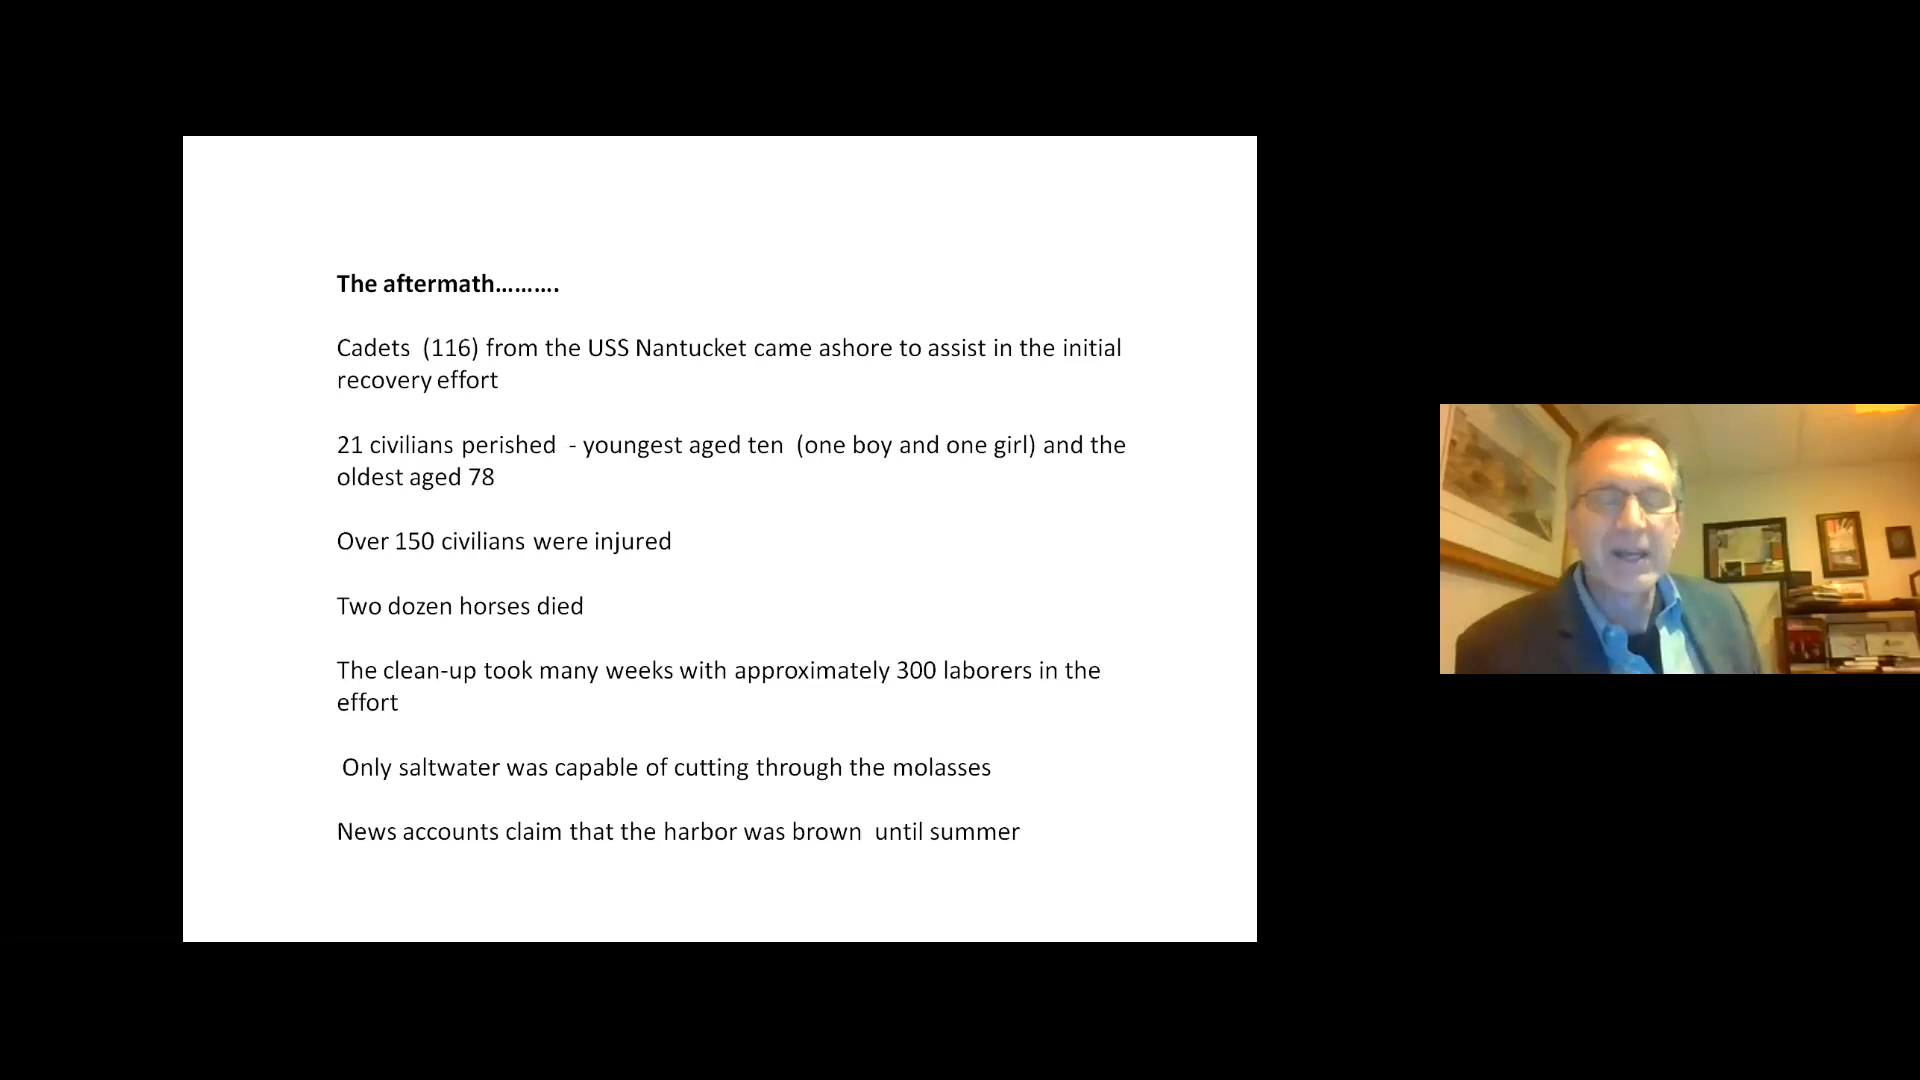 The aftermath……….
Cadets (116) from the USS Nantucket came ashore to assist in the initial
recovery effort
21 civilians perished - youngest aged ten (one boy and one girl) and the
oldest aged 78
Over 150 civilians were injured
Two dozen horses died
The clean-up took many weeks with approximately 300 laborers in the
effort
Only saltwater was capable of cutting through the molasses
News accounts claim that the harbor was brown until summer